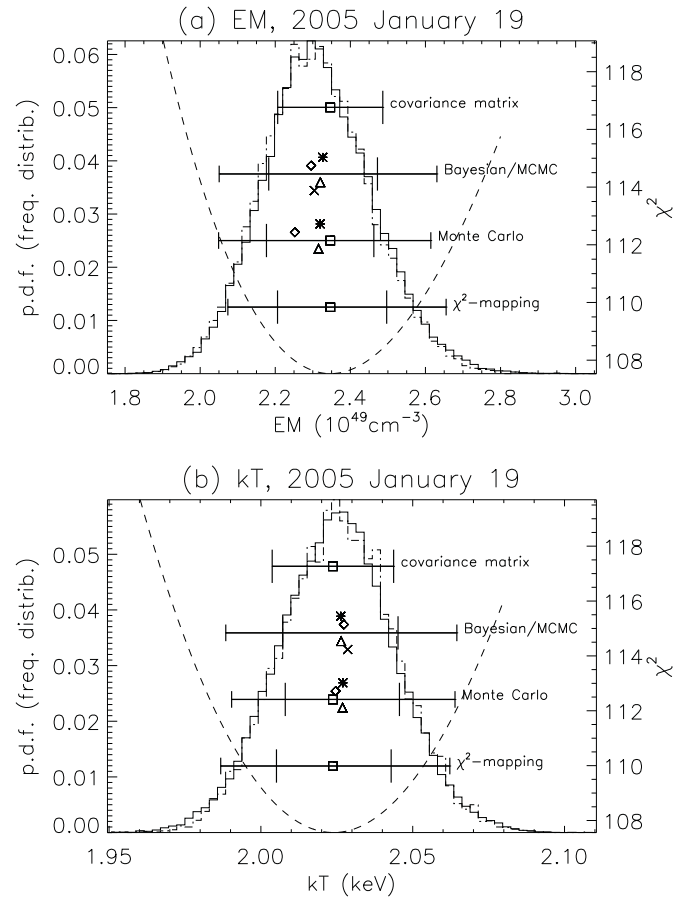 (a) EM, 2005 January 19
0.06
0.05
0.04
0.03
0.02
0.01
0.00
p.d.f. (freq. distrib.)
118
116
114
112
110
108
χ²
covariance matrix
Bayesian/MCMC
Monte Carlo
χ²-mapping
1.8 2.0 2.2 2.4 2.6 2.8 3.0
EM (10⁴⁹cm⁻³)
(b) kT, 2005 January 19
0.05
0.04
0.03
0.02
0.01
0.00
p.d.f. (freq. distrib.)
118
116
114
112
110
108
χ²
covariance matrix
Bayesian/MCMC
Monte Carlo
χ²-mapping
1.95 2.00 2.05 2.10
kT (keV)